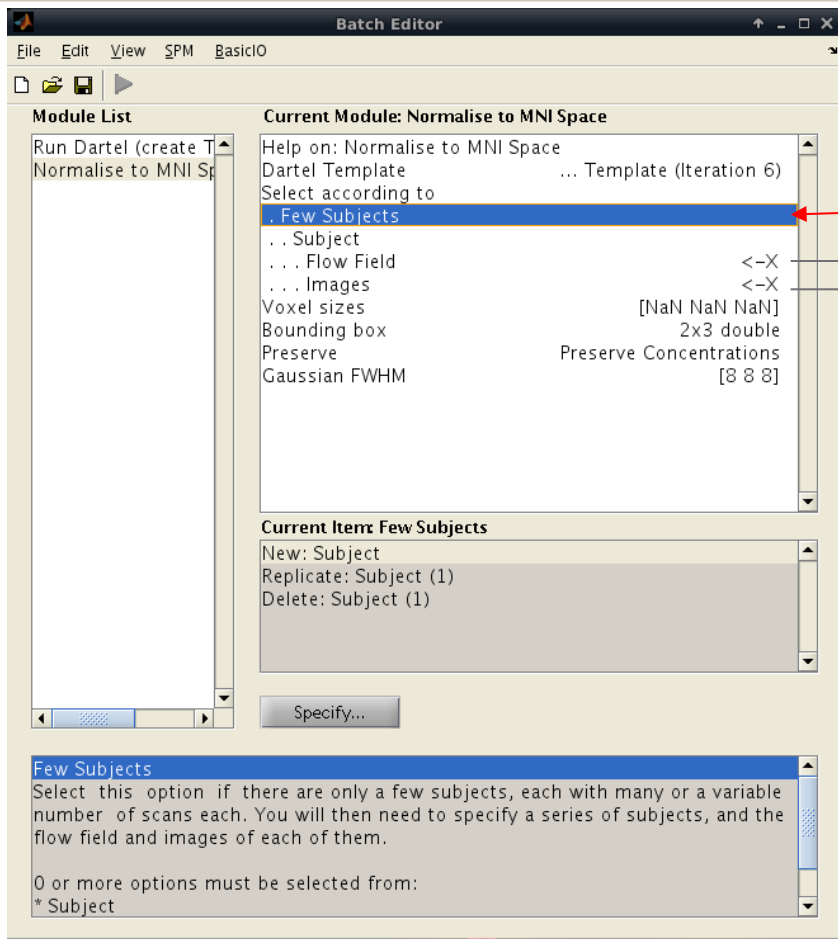 Batch Editor
File Edit View SPM BasicIO
Module List
Current Module: Normalise to MNI Space
Run Dartel (create T
Normalise to MNI Sp
Help on: Normalise to MNI Space
Dartel Template ... Template (Iteration 6)
Select according to
. Few Subjects
. . Subject
. . . Flow Field <-X
. . . Images <-X
Voxel sizes [NaN NaN NaN]
Bounding box 2x3 double
Preserve Preserve Concentrations
Gaussian FWHM [8 8 8]
Current Item: Few Subjects
New: Subject
Replicate: Subject (1)
Delete: Subject (1)
Specify...
Few Subjects
Select this option if there are only a few subjects, each with many or a variable
number of scans each. You will then need to specify a series of subjects, and the
flow field and images of each of them.
0 or more options must be selected from:
* Subject